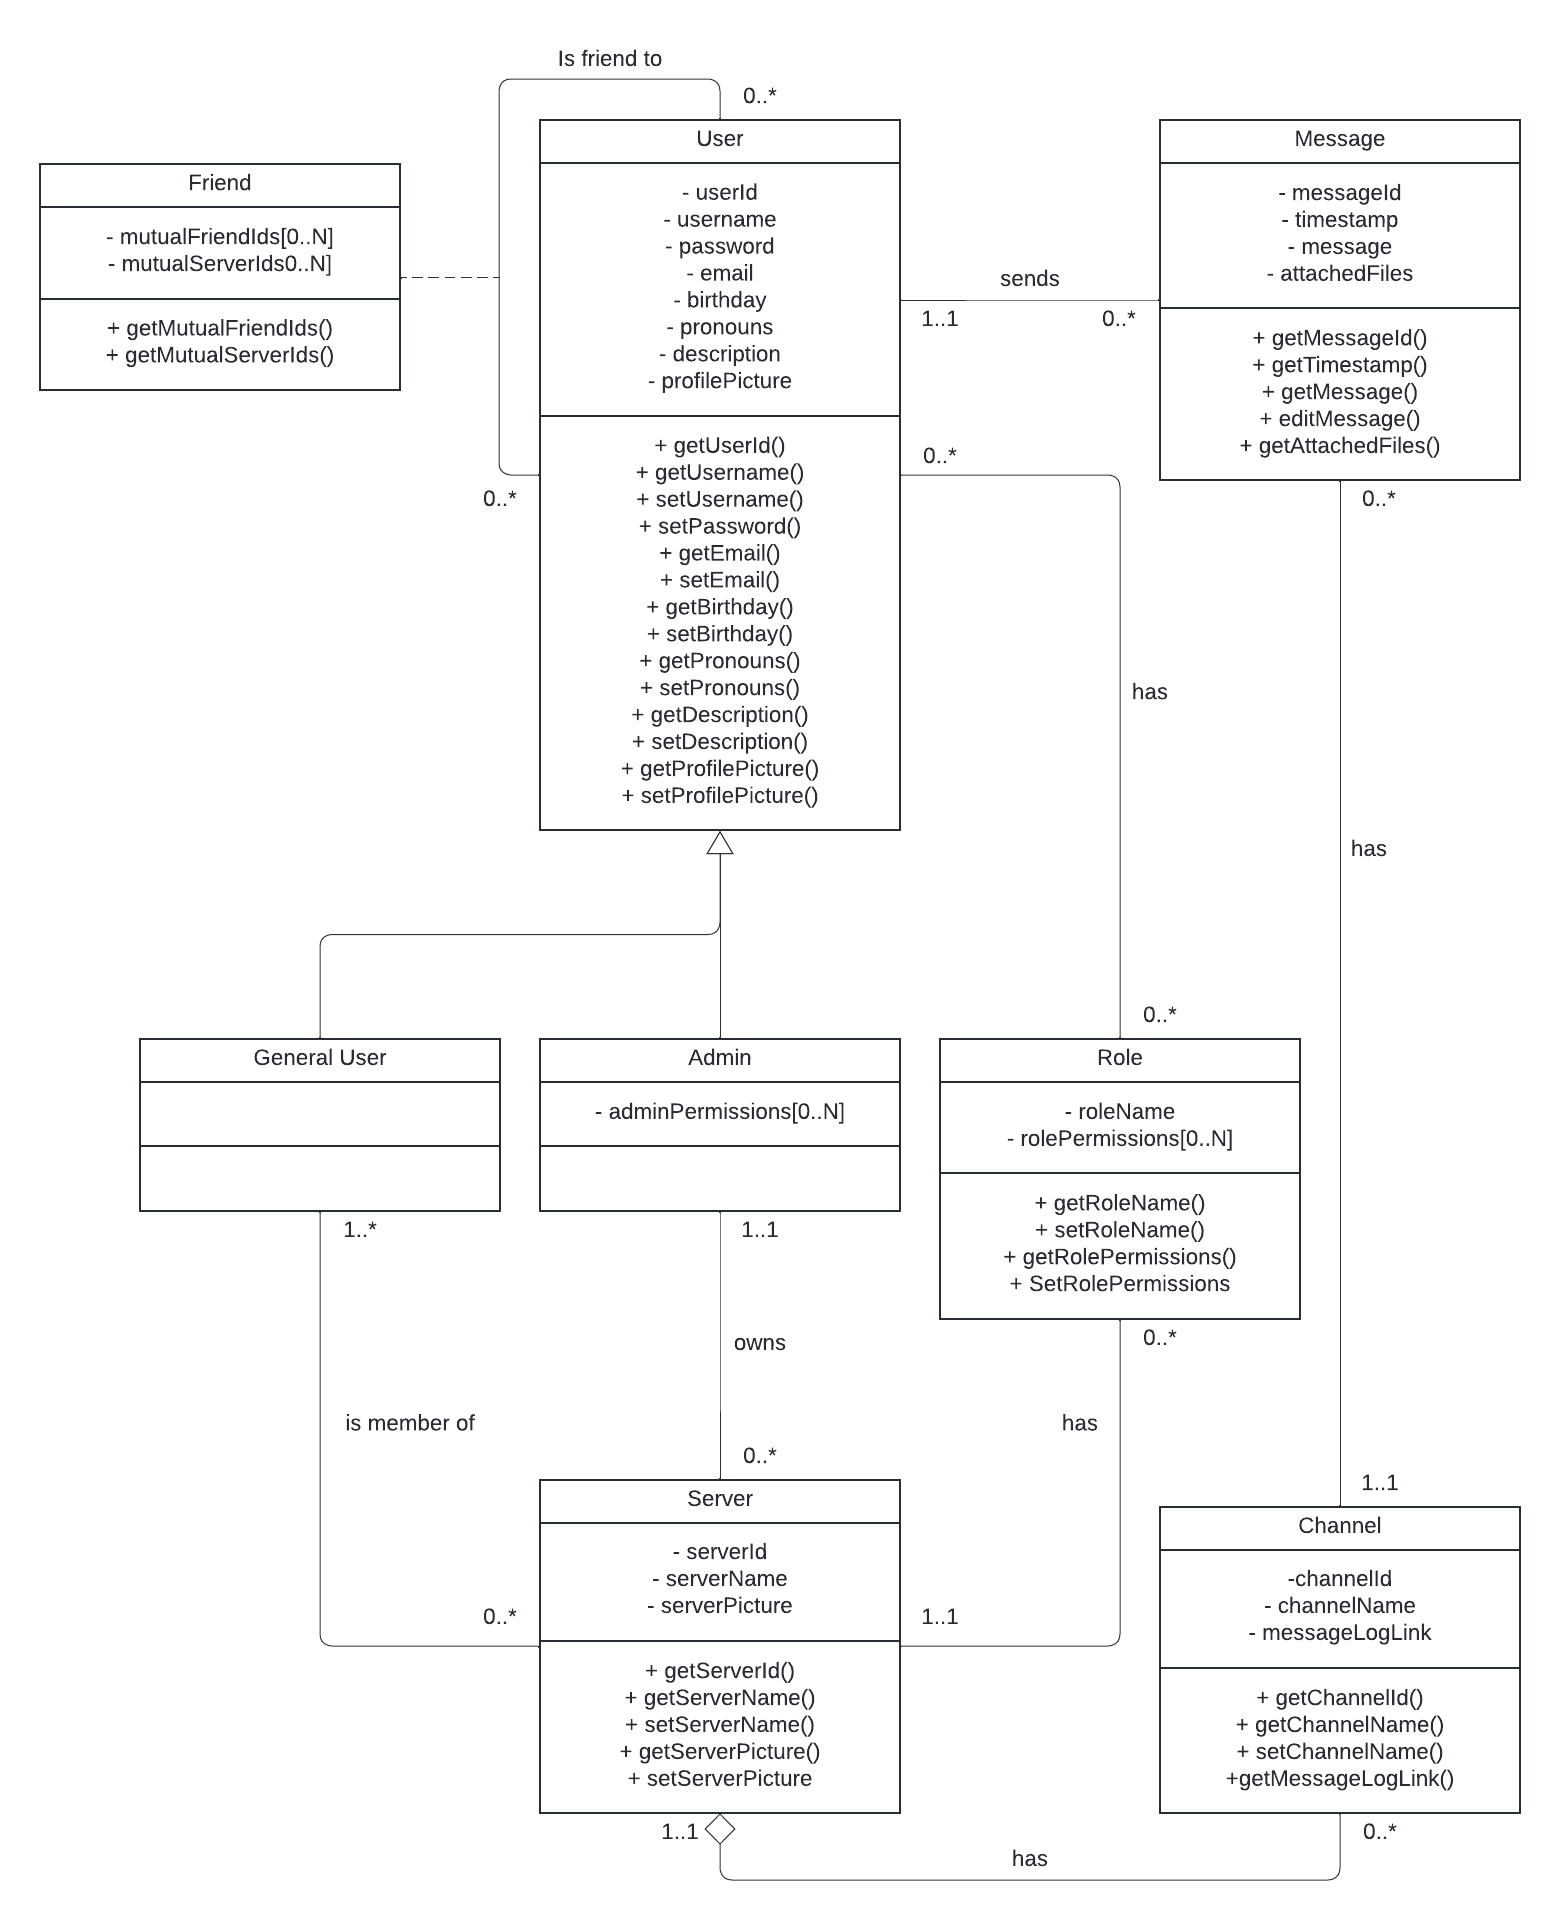 Is friend to
0..*
User
- userId
- username
- password
- email
- birthday
- pronouns
- description
- profilePicture
+ getUserId()
+ getUsername()
+ setUsername()
+ setPassword()
+ getEmail()
+ setEmail()
+ getBirthday()
+ setBirthday()
+ getPronouns()
+ setPronouns()
+ getDescription()
+ setDescription()
+ getProfilePicture()
+ setProfilePicture()
Message
- messageId
- timestamp
- message
- attachedFiles
+ getMessageId()
+ getTimestamp()
+ getMessage()
+ editMessage()
+ getAttachedFiles()
Friend
- mutualFriendIds[0..N]
- mutualServerIds0..N]
+ getMutualFriendIds()
+ getMutualServerIds()
sends
1..1
0..*
0..*
0..*
0..*
has
has
0..*
General User
Admin
- adminPermissions[0..N]
Role
- roleName
- rolePermissions[0..N]
+ getRoleName()
+ setRoleName()
+ getRolePermissions()
+ SetRolePermissions
1..*
1..1
0..*
owns
is member of
has
0..*
1..1
Server
- serverId
- serverName
- serverPicture
+ getServerId()
+ getServerName()
+ setServerName()
+ getServerPicture()
+ setServerPicture
Channel
-channelId
- channelName
- messageLogLink
+ getChannelId()
+ getChannelName()
+ setChannelName()
+getMessageLogLink()
0..*
1..1
1..1
0..*
has